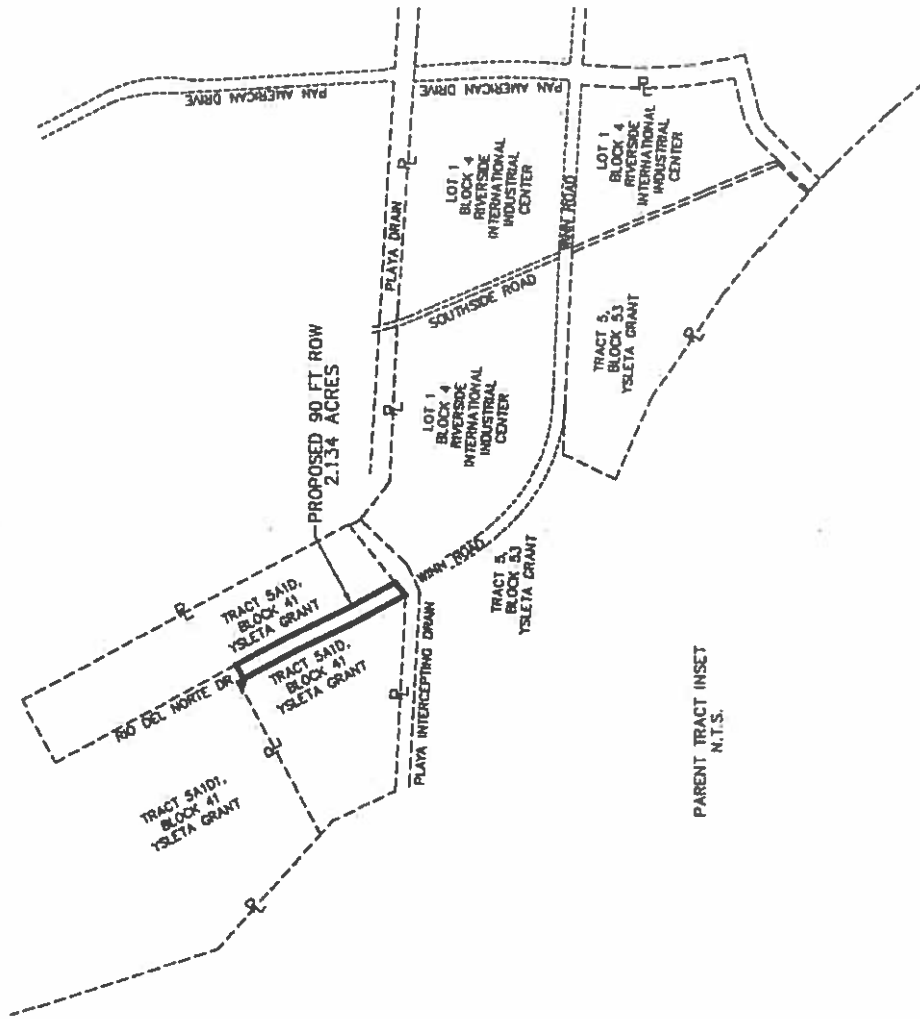 PAN AMERICAN DRIVE
PAN AMERICAN DRIVE
PAN AMERICAN DRIVE
PLAYA DRAIN
LOT 1
BLOCK 4
RIVERSIDE
INTERNATIONAL
INDUSTRIAL
CENTER
LOT 1
BLOCK 4
RIVERSIDE
INTERNATIONAL
INDUSTRIAL
CENTER
WINN ROAD
SOUTHSIDE ROAD
PROPOSED 90 FT ROW
2.134 ACRES
LOT 1
BLOCK 4
RIVERSIDE
INTERNATIONAL
INDUSTRIAL
CENTER
TRACT 5,
BLOCK 53
YSLETA GRANT
WINN ROAD
TRACT 5,
BLOCK 53
YSLETA GRANT
TRACT 5A1D,
BLOCK 41
YSLETA GRANT
TRACT 5A1D,
BLOCK 41
YSLETA GRANT
RIO DEL NORTE DR
PLAYA INTERCEPTING DRAIN
TRACT 5A1D1,
BLOCK 41
YSLETA GRANT
PARENT TRACT INSET
N.T.S.